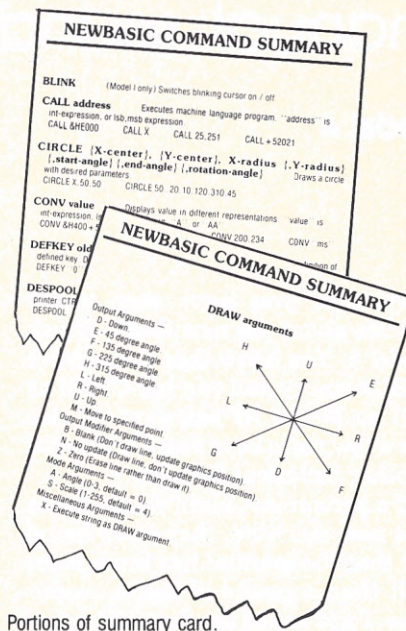 NEWBASIC COMMAND SUMMARY
BLINK (Model I only) Switches blinking cursor on / off
CALL address Executes machine language program. "address" is
int-expression, or lsb,msb expression
CALL &HE000 CALL X CALL 25,251 CALL +52021
CIRCLE {X-center}, {Y-center}, X-radius {,Y-radius}
{,start-angle} {,end-angle} {,rotation-angle} Draws a circle
with desired parameters
CIRCLE X,50,50 CIRCLE 50, 20, 10, 120, 310, 45
CONV value Displays value in different representations "value" is
int-expression, "A" or AA
CONV &H400+ CONV 200,234 CONV ms
DEFKEY old
defined key
DEFKEY "0"
DESPOOL
printer CTR
DESPOOL
NEWBASIC COMMAND SUMMARY
DRAW arguments
Output Arguments —
D - Down.
E - 45 degree angle.
F - 135 degree angle.
G - 225 degree angle
H - 315 degree angle.
L - Left
R - Right.
U - Up
M - Move to specified point
Output Modifier Arguments —
B - Blank (Don't draw line, update graphics position).
N - No update (Draw line, don't update graphics position).
Z - Zero (Erase line rather than draw it).
Mode Arguments —
A - Angle (0-3, default = 0)
S - Scale (1-255, default = 4).
Miscellaneous Arguments —
X - Execute string as DRAW argument.
H
U
E
L
R
G
D
F
Portions of summary card.